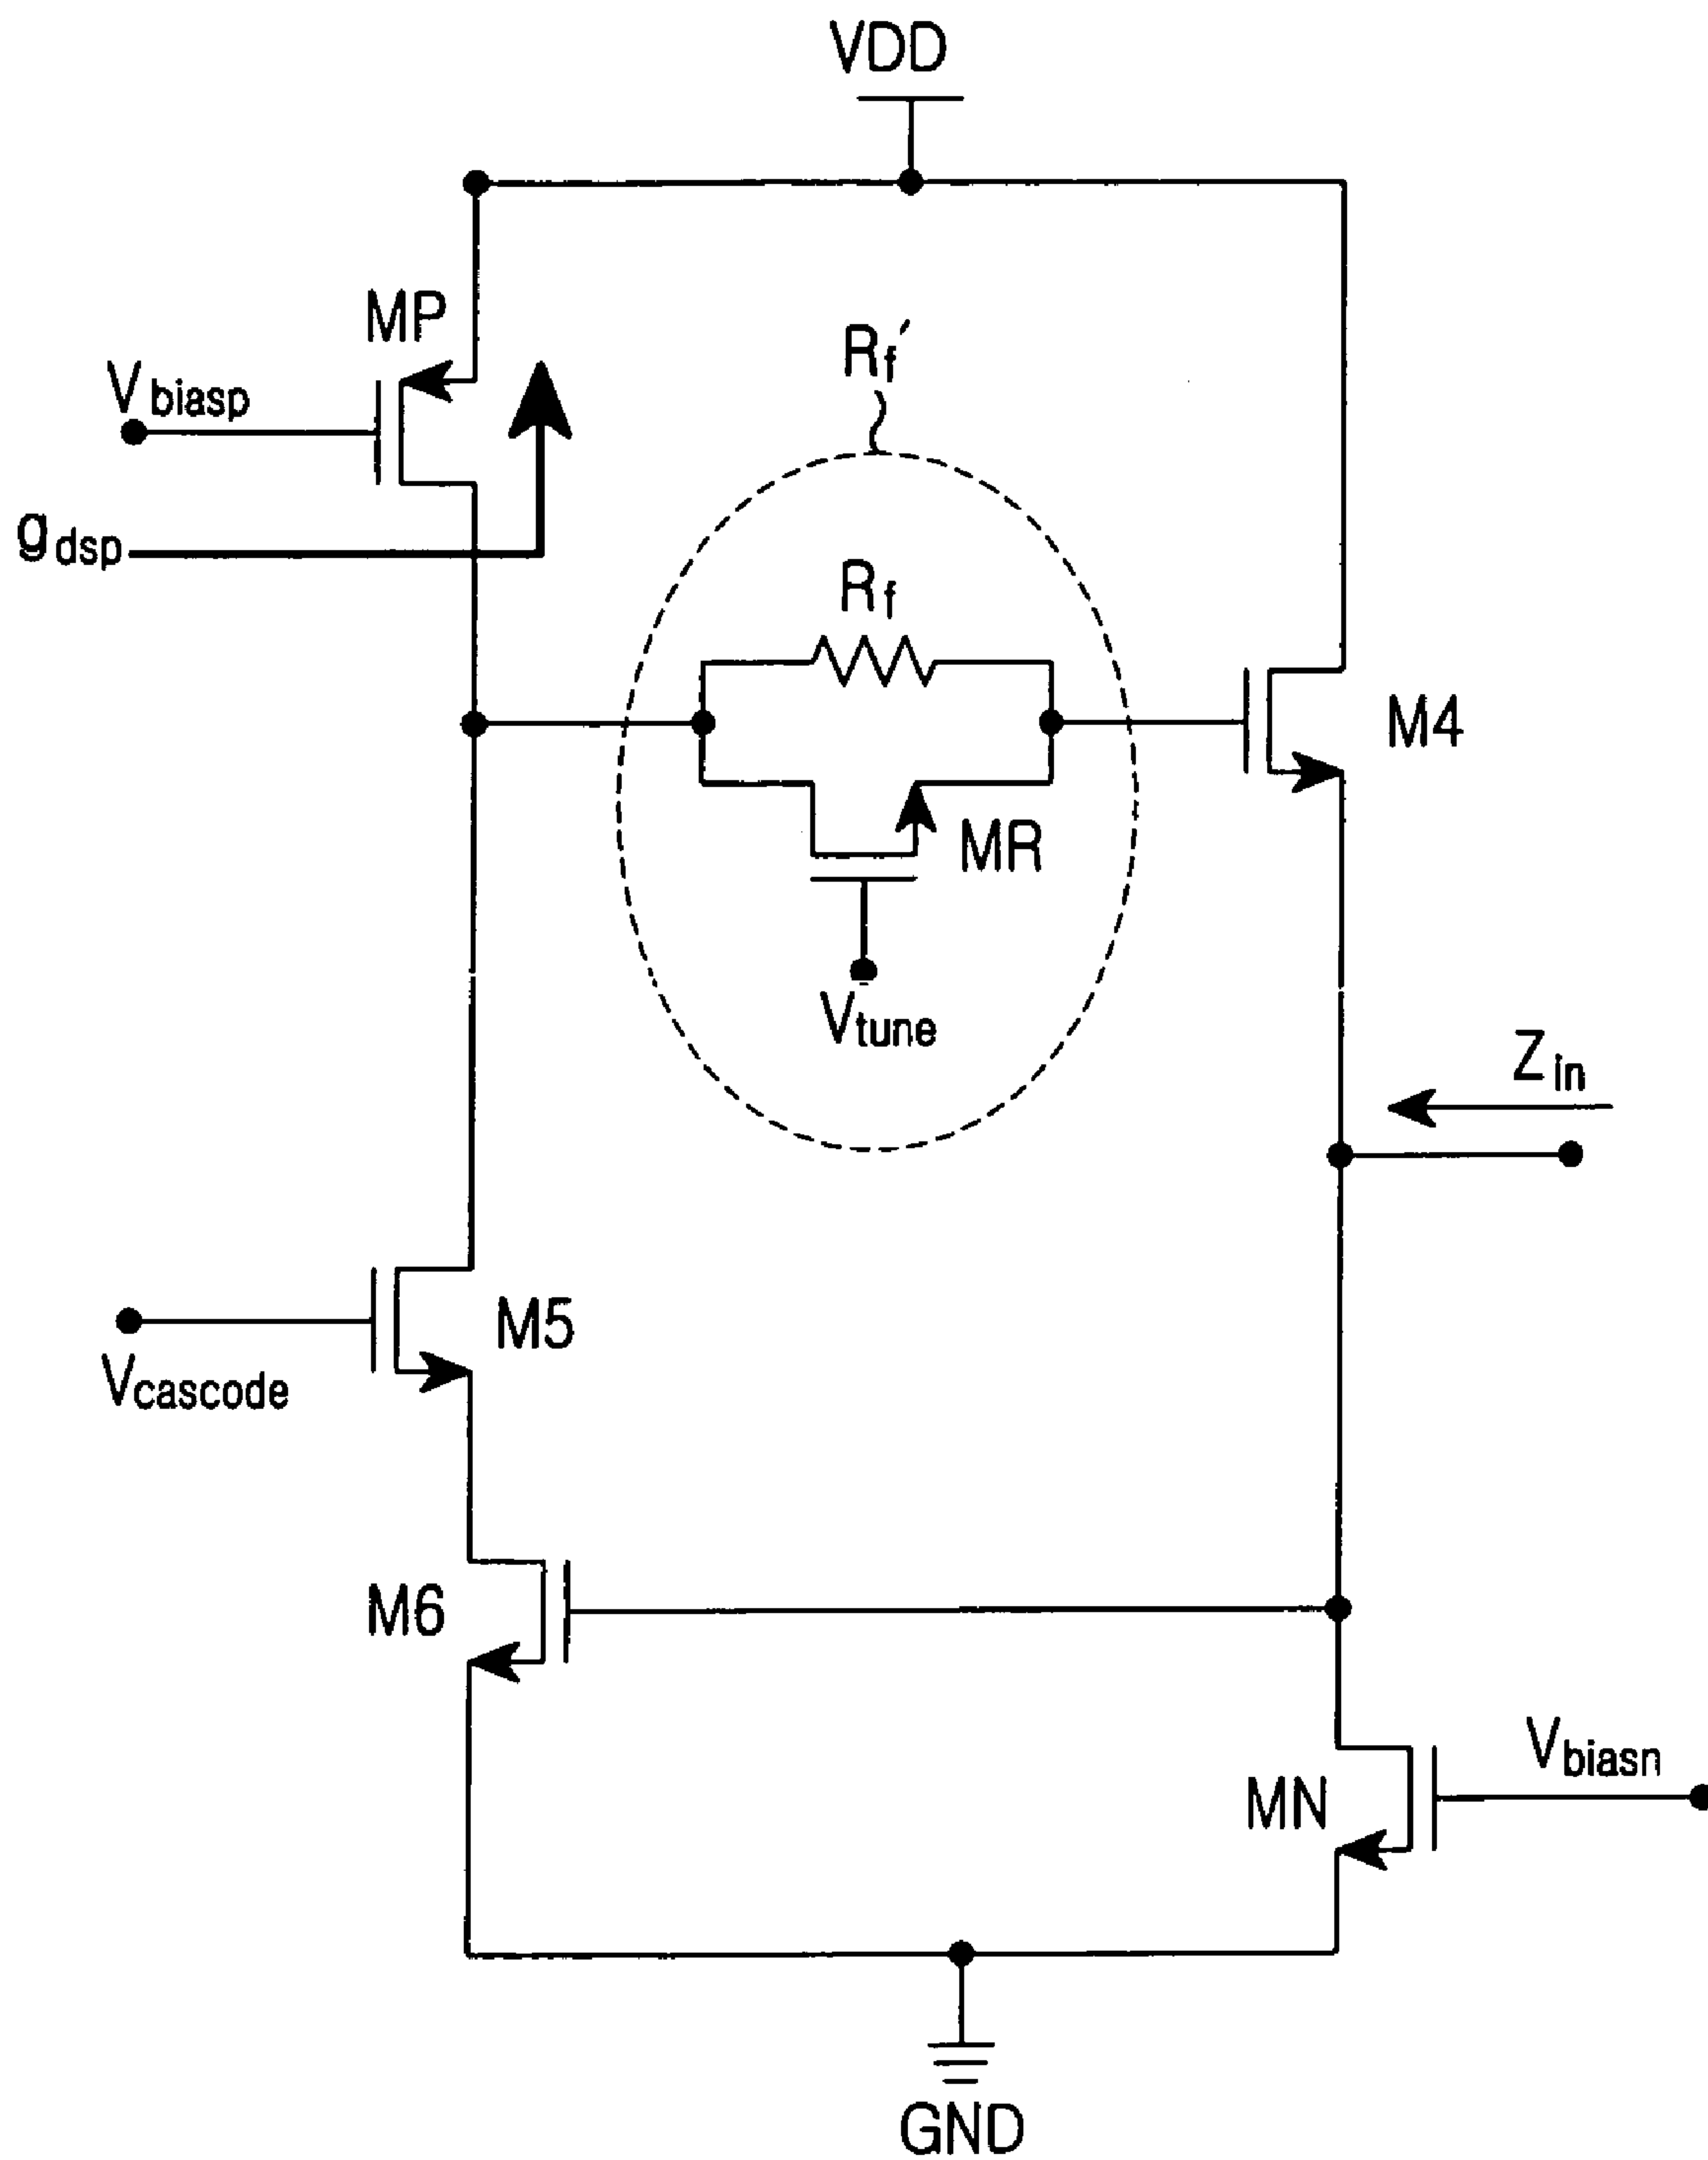 VDD
MP
Vbiasp
gdsp
Rf´
Rf
M4
MR
Vtune
Zin
M5
Vcascode
M6
Vbiasn
MN
GND